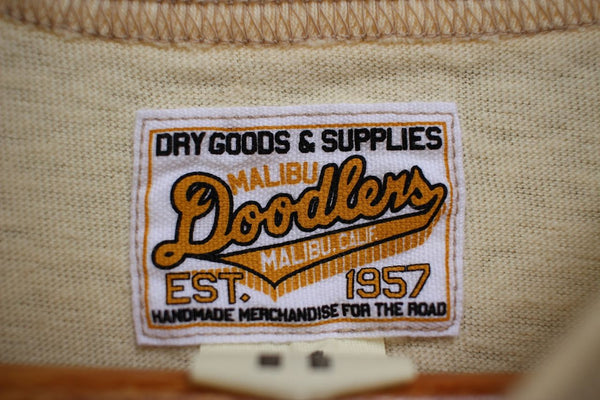 DRY GOODS & SUPPLIES
MALIBU
Doodlers
MALIBU, CALIF.
EST. 1957
HANDMADE MERCHANDISE FOR THE ROAD